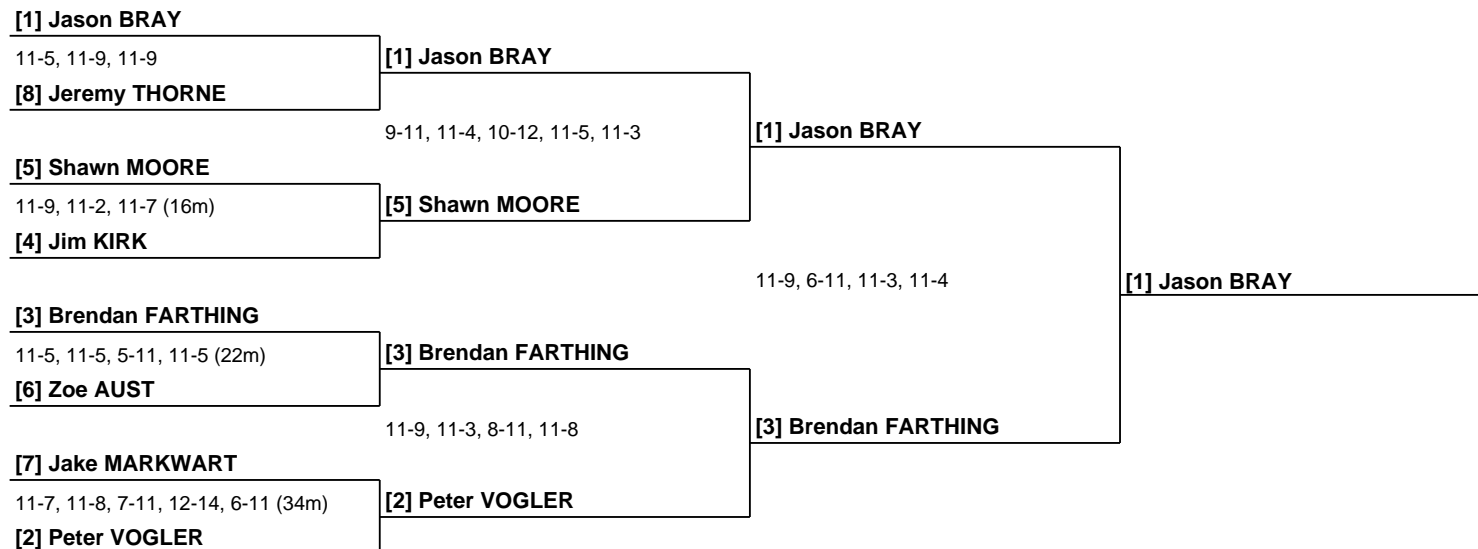 [1] Jason BRAY
11-5, 11-9, 11-9
[8] Jeremy THORNE
[5] Shawn MOORE
11-9, 11-2, 11-7 (16m)
[4] Jim KIRK
[3] Brendan FARTHING
11-5, 11-5, 5-11, 11-5 (22m)
[6] Zoe AUST
[7] Jake MARKWART
11-7, 11-8, 7-11, 12-14, 6-11 (34m)
[2] Peter VOGLER
[1] Jason BRAY
9-11, 11-4, 10-12, 11-5, 11-3
[5] Shawn MOORE
[3] Brendan FARTHING
11-9, 11-3, 8-11, 11-8
[2] Peter VOGLER
[1] Jason BRAY
11-9, 6-11, 11-3, 11-4
[3] Brendan FARTHING
[1] Jason BRAY